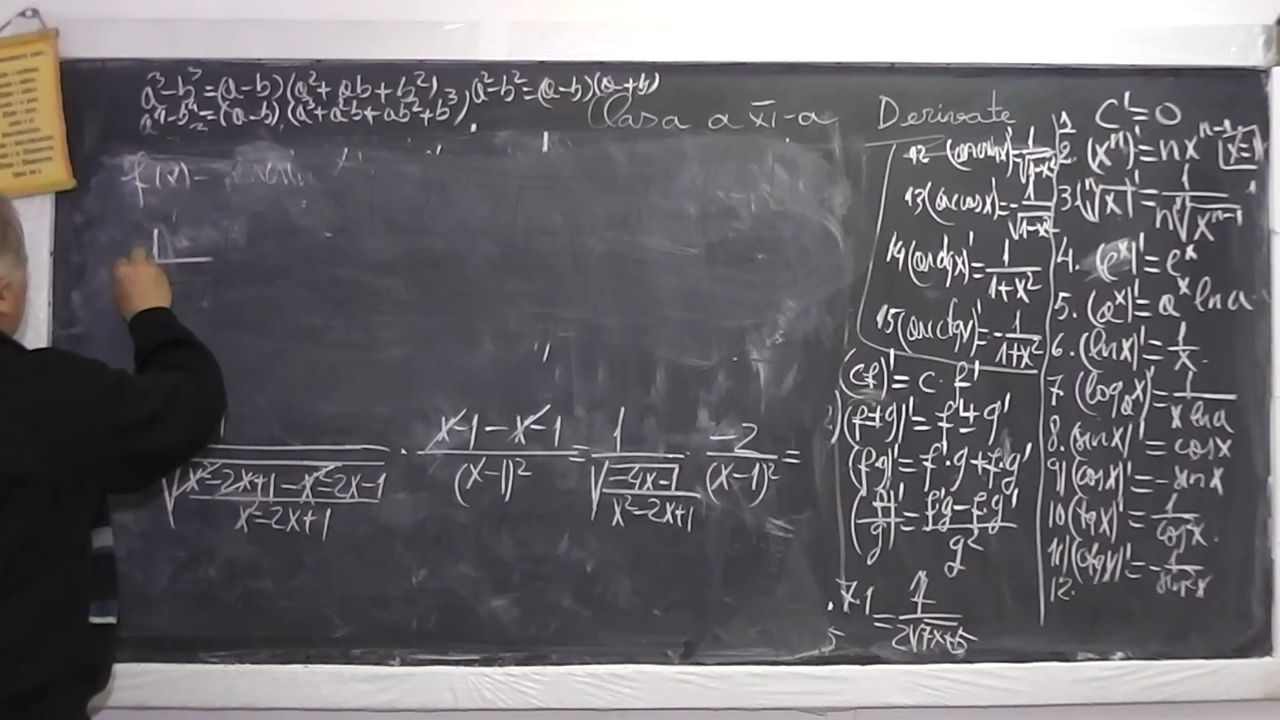 a³-b³=(a-b)(a²+ab+b²), a²-b²=(a-b)(a+b)
a⁴-b⁴=(a-b)(a³+a²b+ab²+b³)
Clasa a XI-a Derivate
f(x)=
√((x²-2x+1-x²-2x-1)/(x²-2x+1)) · (x-1-x-1)/(x-1)² = 1/√((-4x-1)/(x²-2x+1)) · -2/(x-1)² =
12 (arcsin x)'=1/√(1-x²)
13 (arccos x)'=-1/√(1-x²)
14 (arctg x)'=1/(1+x²)
15 (arcctg x)'=-1/(1+x²)
(cf)'=c·f'
(f±g)'=f'±g'
(f·g)'=f'·g+f·g'
(f/g)'=(f'g-f·g')/g²
·7·1/=7/(2√(7x+5))
1 C'=0
2. (xⁿ)'=nxⁿ⁻¹
3. (ⁿ√x)'=1/(n ⁿ√xⁿ⁻¹)
4. (eˣ)'=eˣ
5. (aˣ)'=aˣ ln a
6. (ln x)'=1/x
7. (logₐx)'=1/(x ln a)
8. (sin x)'=cos x
9) (cos x)'=-sin x
10 (tg x)'=1/cos²x
11) (ctg x)'=-1/sin²x
12.